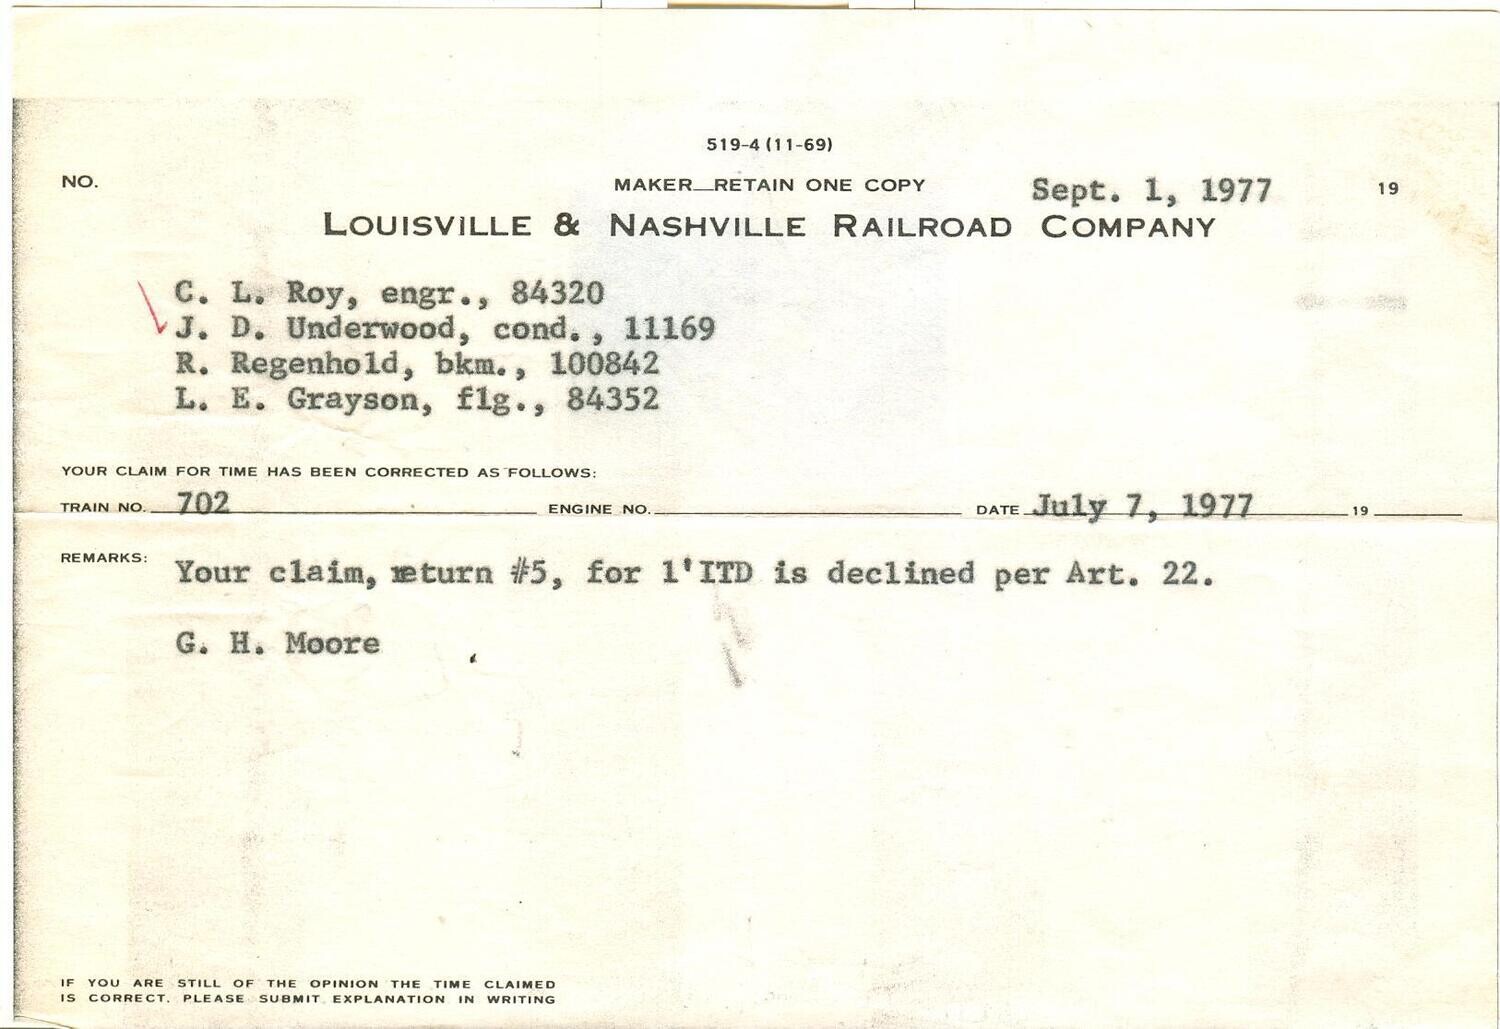 519-4 (11-69)
NO. MAKER—RETAIN ONE COPY Sept. 1, 1977 19
LOUISVILLE & NASHVILLE RAILROAD COMPANY
C. L. Roy, engr., 84320
J. D. Underwood, cond., 11169
R. Regenhold, bkm., 100842
L. E. Grayson, flg., 84352
YOUR CLAIM FOR TIME HAS BEEN CORRECTED AS FOLLOWS:
TRAIN NO. 702 ENGINE NO. DATE July 7, 1977 19
REMARKS: Your claim, return #5, for 1'ITD is declined per Art. 22.
G. H. Moore
IF YOU ARE STILL OF THE OPINION THE TIME CLAIMED
IS CORRECT. PLEASE SUBMIT EXPLANATION IN WRITING